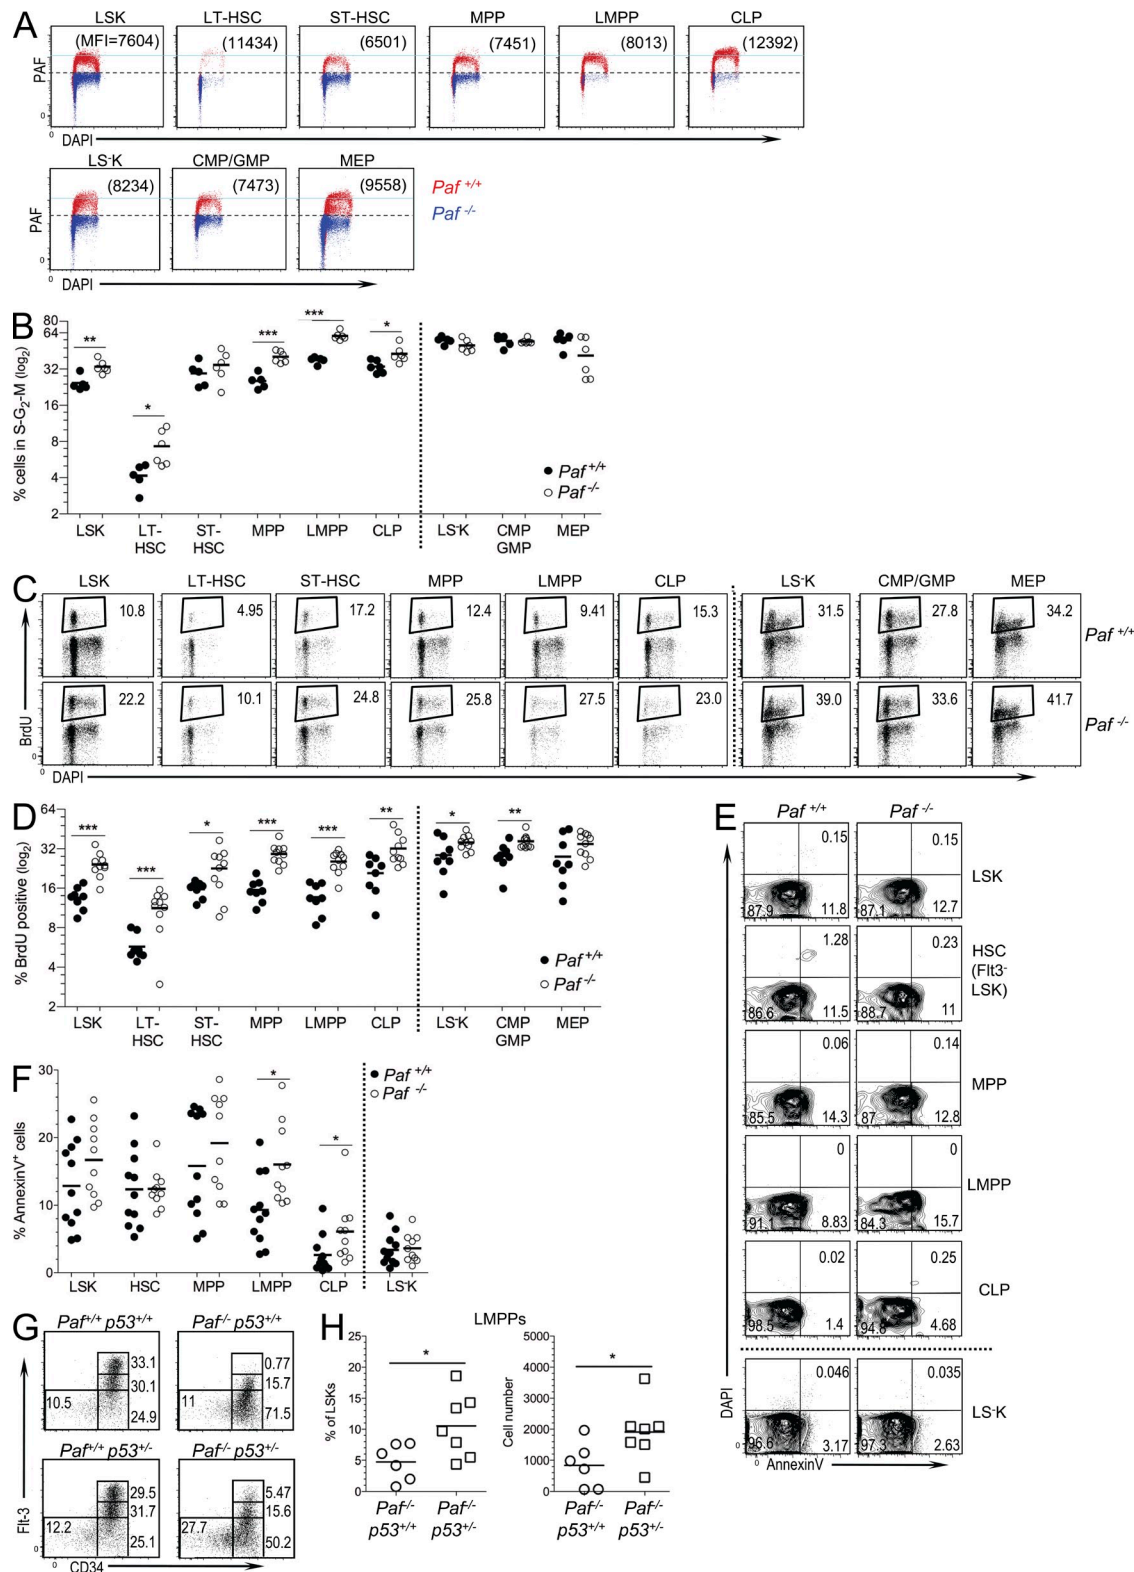 A
LSK LT-HSC ST-HSC MPP LMPP CLP
(MFI=7604) (11434) (6501) (7451) (8013) (12392)
PAF
0
0
DAPI
LS-K CMP/GMP MEP
(8234) (7473) (9558)
Paf +/+
Paf -/-
PAF
0
0
DAPI
B
% cells in S-G2-M (log2)
80
64
32
16
8
4
2
** * *** *** *
Paf +/+
Paf -/-
LSK LT-HSC ST-HSC MPP LMPP CLP LS-K CMP GMP MEP
C
LSK LT-HSC ST-HSC MPP LMPP CLP LS-K CMP/GMP MEP
10.8 4.95 17.2 12.4 9.41 15.3 31.5 27.8 34.2
Paf +/+
22.2 10.1 24.8 25.8 27.5 23.0 39.0 33.6 41.7
Paf -/-
BrdU
0
0
DAPI
D
% BrdU positive (log2)
64
32
16
8
4
2
*** *** * *** *** ** * **
Paf +/+
Paf -/-
LSK LT-HSC ST-HSC MPP LMPP CLP LS-K CMP GMP MEP
E
Paf +/+ Paf -/-
0.15 0.15
LSK
87.9 11.8 87.1 12.7
1.28 0.23
HSC
(Flt3-
LSK)
86.6 11.5 88.7 11
0.06 0.14
MPP
85.5 14.3 87 12.8
0 0
LMPP
91.1 8.83 84.3 15.7
0.02 0.25
CLP
98.5 1.4 94.8 4.68
0.046 0.035
LS-K
96.6 3.17 97.3 2.63
DAPI
0
0
AnnexinV
F
% AnnexinV+ cells
30
20
10
0
* *
Paf +/+
Paf -/-
LSK HSC MPP LMPP CLP LS-K
G
Paf+/+ p53+/+ Paf-/- p53+/+
33.1 0.77
30.1 15.7
10.5 11
24.9 71.5
Paf+/+ p53+/- Paf-/- p53+/-
29.5 5.47
31.7 15.6
12.2 27.7
25.1 50.2
Flt-3
0
0
CD34
H
LMPPs
% of LSKs
25
20
15
10
5
0
*
Paf-/- Paf-/-
p53+/+ p53+/-
Cell number
5000
4000
3000
2000
1000
0
*
Paf-/- Paf-/-
p53+/+ p53+/-